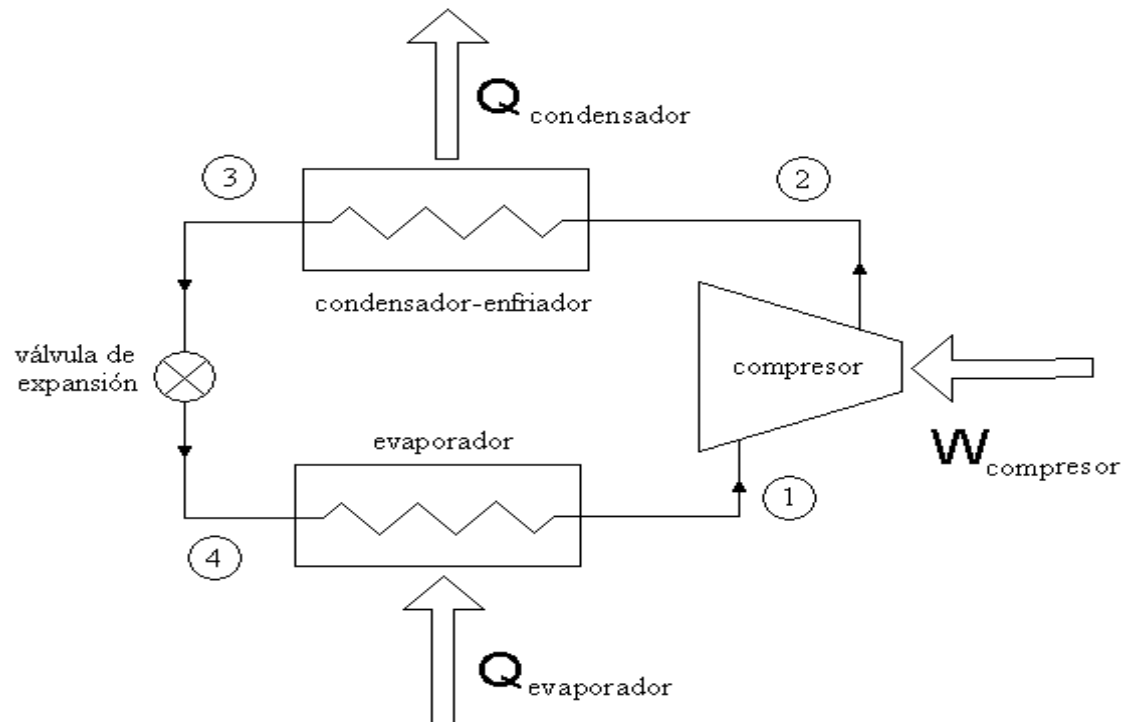 Q condensador
3
2
condensador-enfriador
válvula de
expansión
compresor
evaporador
W compresor
1
4
Q evaporador